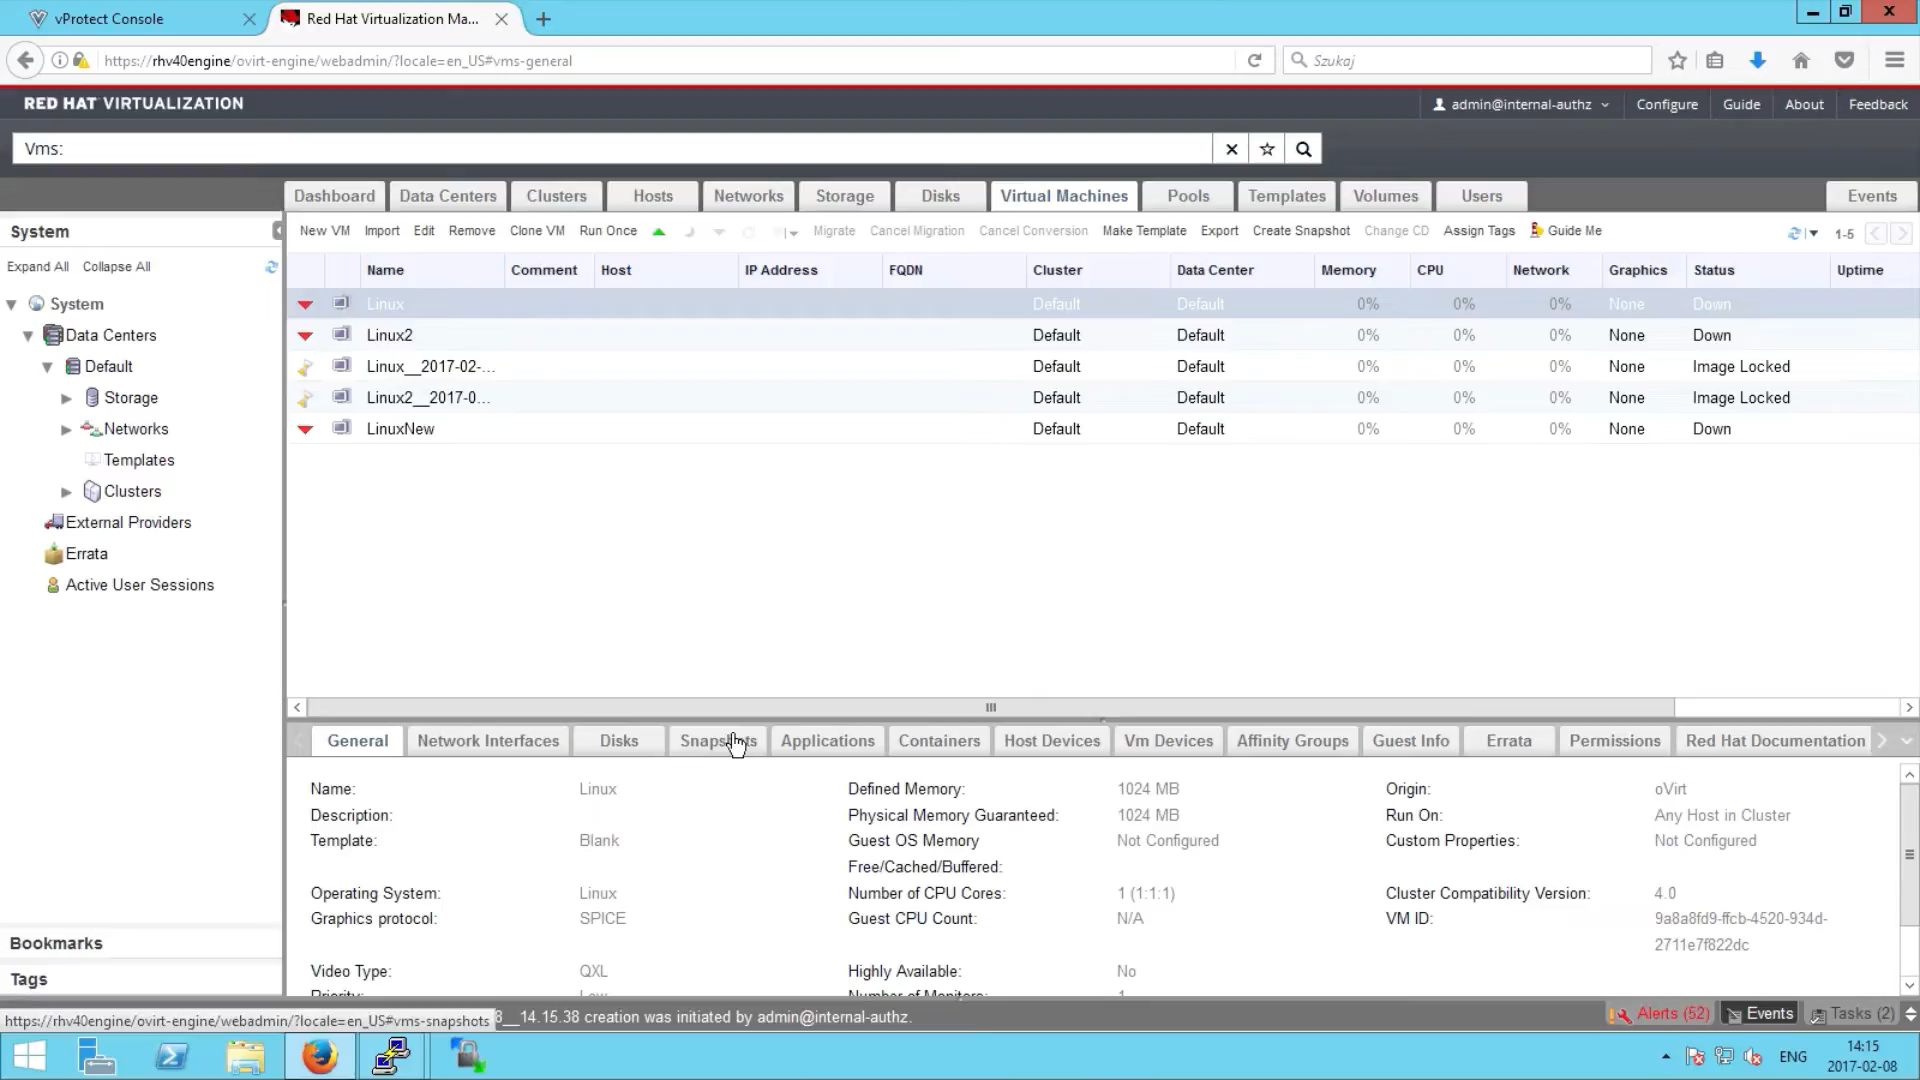 vProtect Console
Red Hat Virtualization Ma...
https://rhv40engine/ovirt-engine/webadmin/?locale=en_US#vms-general
Szukaj
RED HAT VIRTUALIZATION
admin@internal-authz
Configure
Guide
About
Feedback
Vms:
Dashboard
Data Centers
Clusters
Hosts
Networks
Storage
Disks
Virtual Machines
Pools
Templates
Volumes
Users
Events
System
New VM
Import
Edit
Remove
Clone VM
Run Once
Migrate
Cancel Migration
Cancel Conversion
Make Template
Export
Create Snapshot
Change CD
Assign Tags
Guide Me
1-5
Expand All
Collapse All
Name Comment Host IP Address FQDN Cluster Data Center Memory CPU Network Graphics Status Uptime
Linux Default Default 0% 0% 0% None Down
Linux2 Default Default 0% 0% 0% None Down
Linux__2017-02-... Default Default 0% 0% 0% None Image Locked
Linux2__2017-0... Default Default 0% 0% 0% None Image Locked
LinuxNew Default Default 0% 0% 0% None Down
System
Data Centers
Default
Storage
Networks
Templates
Clusters
External Providers
Errata
Active User Sessions
Bookmarks
Tags
General
Network Interfaces
Disks
Snapshots
Applications
Containers
Host Devices
Vm Devices
Affinity Groups
Guest Info
Errata
Permissions
Red Hat Documentation
Name: Linux
Description:
Template: Blank
Operating System: Linux
Graphics protocol: SPICE
Video Type: QXL
Priority: Low
Defined Memory: 1024 MB
Physical Memory Guaranteed: 1024 MB
Guest OS Memory Not Configured
Free/Cached/Buffered:
Number of CPU Cores: 1 (1:1:1)
Guest CPU Count: N/A
Highly Available: No
Number of Monitors: 1
Origin: oVirt
Run On: Any Host in Cluster
Custom Properties: Not Configured
Cluster Compatibility Version: 4.0
VM ID: 9a8a8fd9-ffcb-4520-934d-
2711e7f822dc
https://rhv40engine/ovirt-engine/webadmin/?locale=en_US#vms-snapshots
8__14.15.38 creation was initiated by admin@internal-authz.
Alerts (52)
Events
Tasks (2)
ENG
14:15
2017-02-08